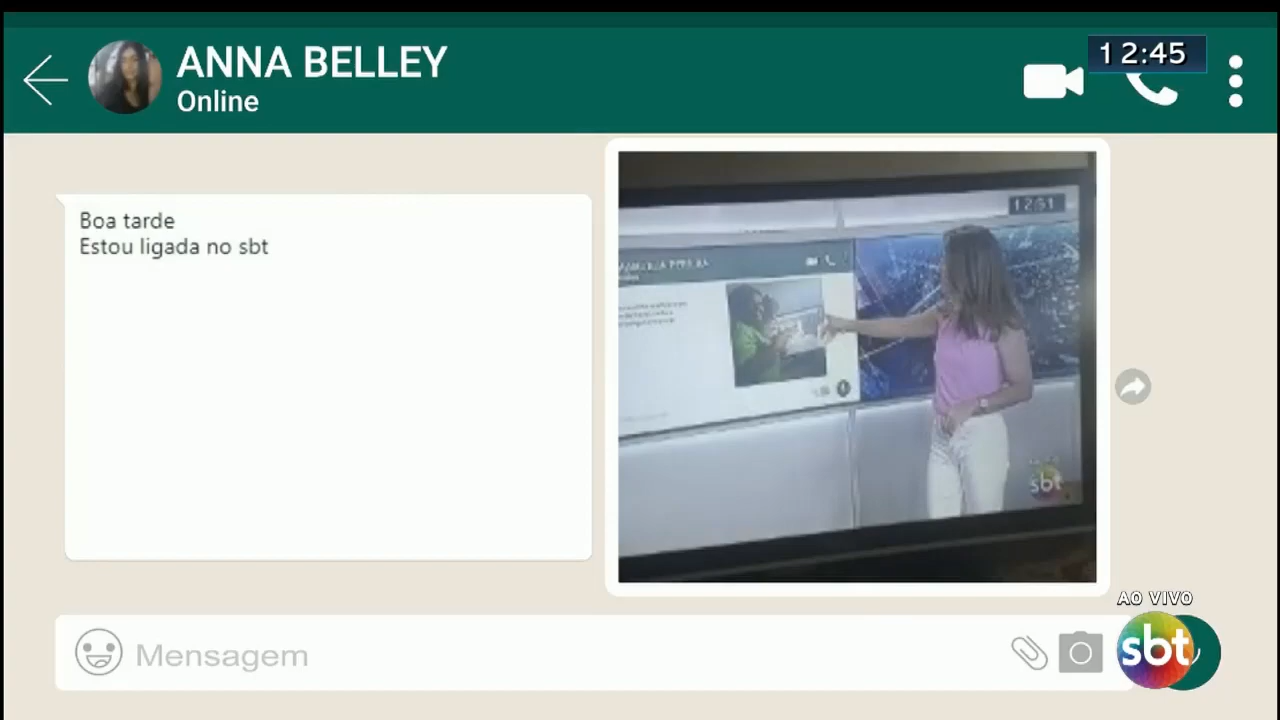 ANNA BELLEY
Online
12:45
Boa tarde
Estou ligada no sbt
12:51
sbt
Mensagem
AO VIVO
sbt